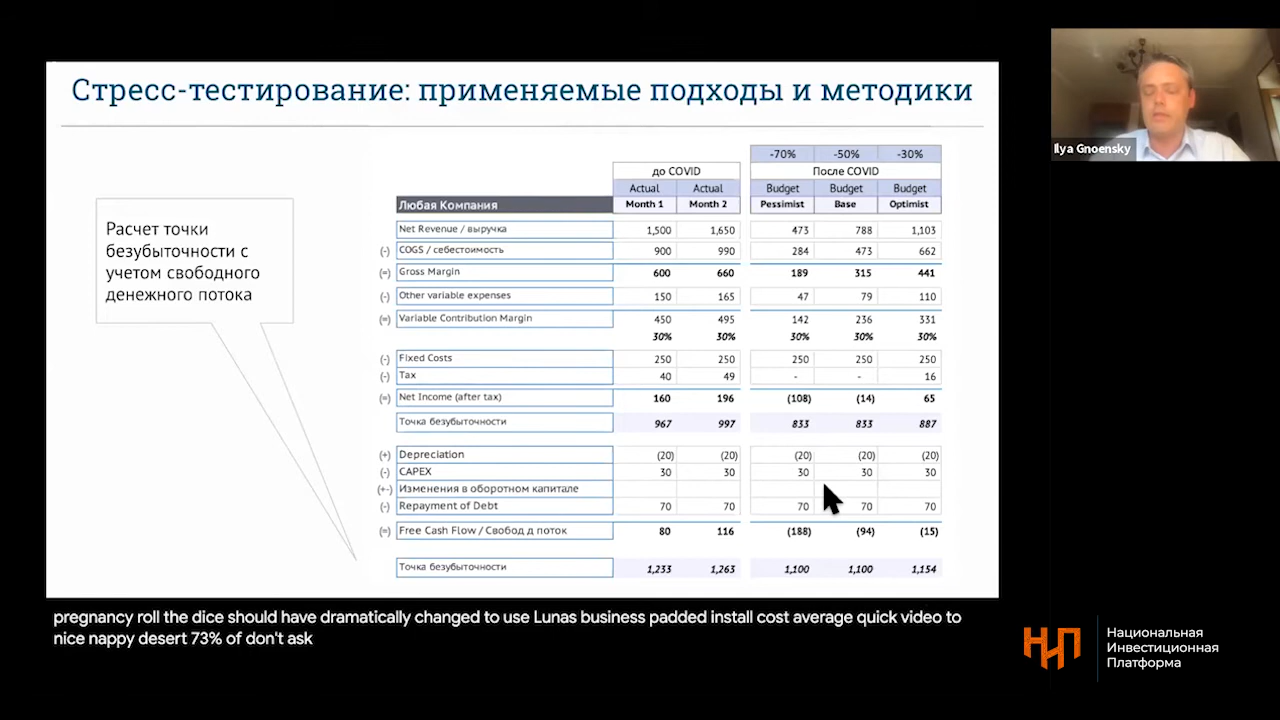 Стресс-тестирование: применяемые подходы и методики
Ilya Gnoensky
-70% -50% -30%
до COVID После COVID
Actual Actual Budget Budget Budget
Любая Компания Month 1 Month 2 Pessimist Base Optimist
Расчет точки
безубыточности с
учетом свободного
денежного потока
Net Revenue / выручка 1,500 1,650 473 788 1,103
(-) COGS / себестоимость 900 990 284 473 662
(=) Gross Margin 600 660 189 315 441
(-) Other variable expenses 150 165 47 79 110
(=) Variable Contribution Margin 450 495 142 236 331
30% 30% 30% 30% 30%
(-) Fixed Costs 250 250 250 250 250
(-) Tax 40 49 - - 16
(=) Net Income (after tax) 160 196 (108) (14) 65
Точка безубыточности 967 997 833 833 887
(+) Depreciation (20) (20) (20) (20) (20)
(-) CAPEX 30 30 30 30 30
(+-) Изменения в оборотном капитале
(-) Repayment of Debt 70 70 70 70 70
(=) Free Cash Flow / Свобод д поток 80 116 (188) (94) (15)
Точка безубыточности 1,233 1,263 1,100 1,100 1,154
pregnancy roll the dice should have dramatically changed to use Lunas business padded install cost average quick video to
nice nappy desert 73% of don't ask
НИП
Национальная
Инвестиционная
Платформа